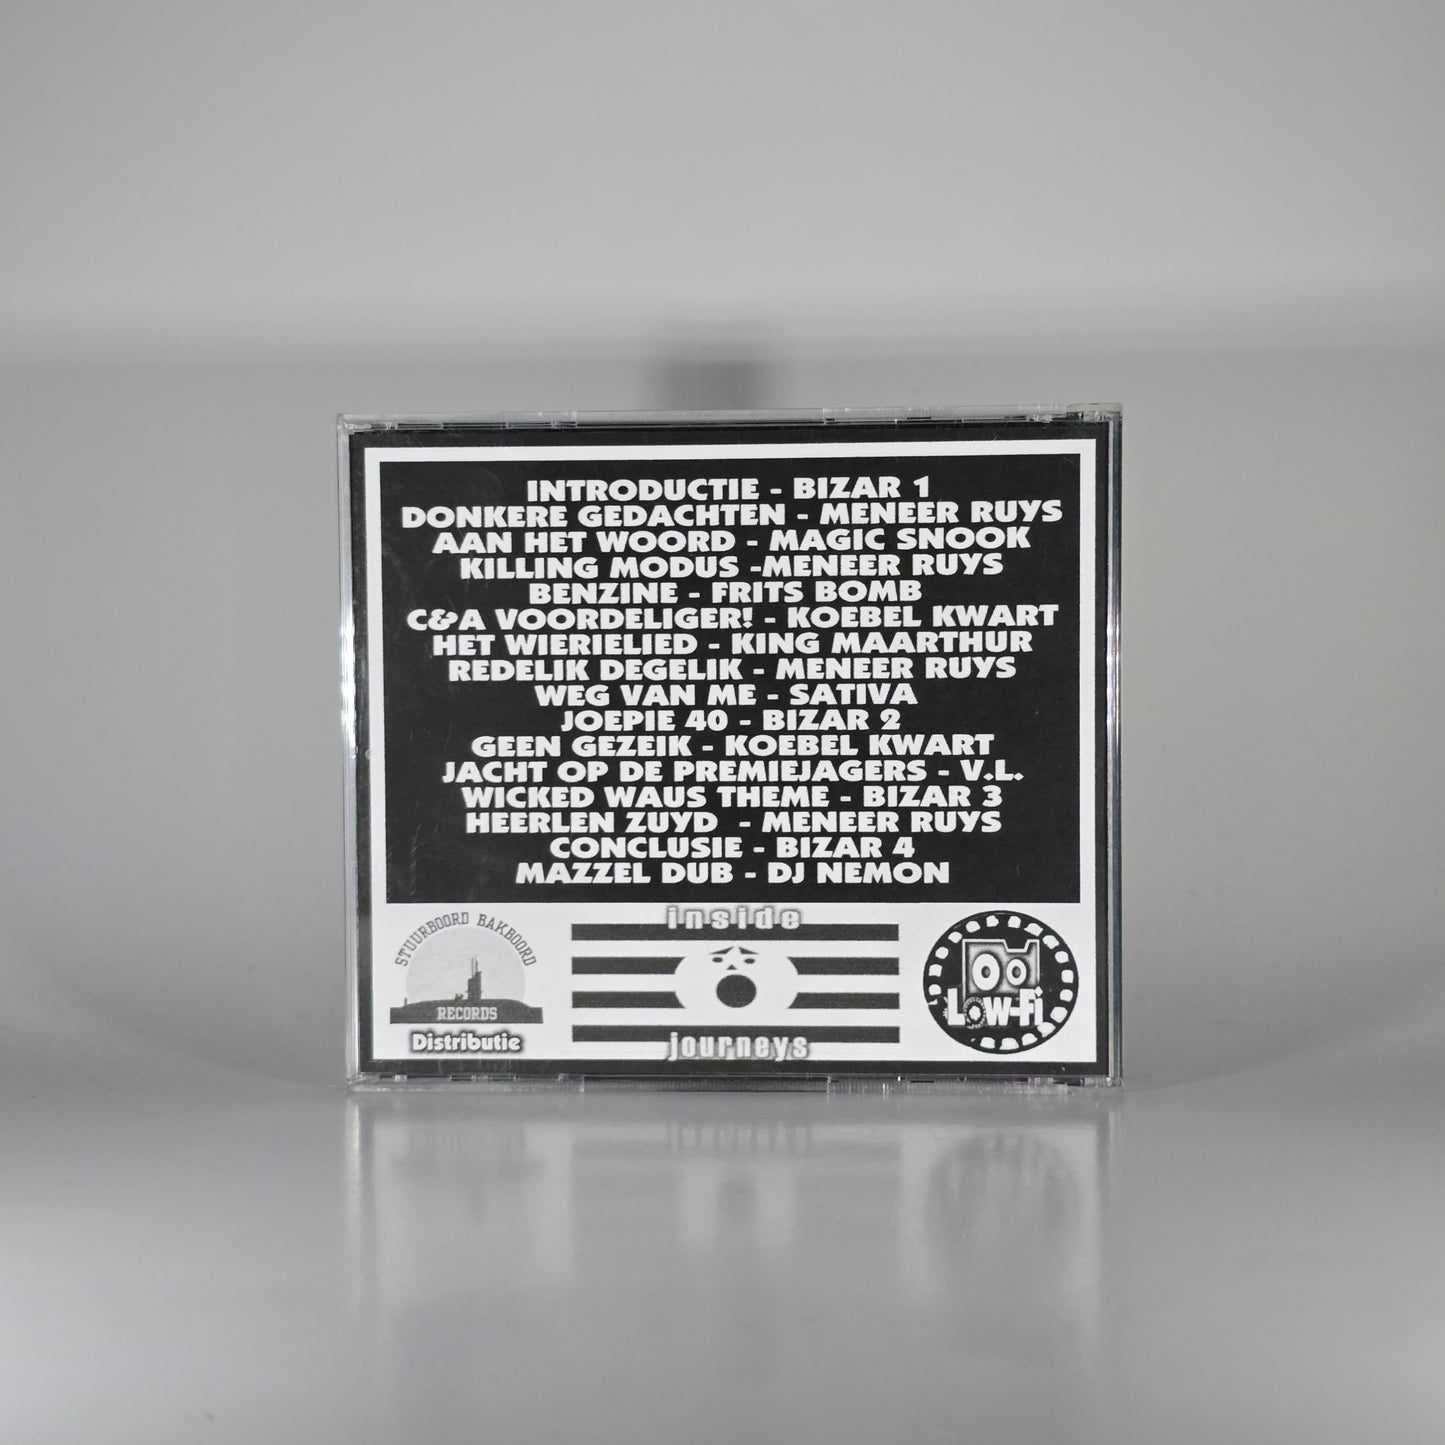 INTRODUCTIE - BIZAR 1
DONKERE GEDACHTEN - MENEER RUYS
AAN HET WOORD - MAGIC SNOOK
KILLING MODUS -MENEER RUYS
BENZINE - FRITS BOMB
C&A VOORDELIGER! - KOEBEL KWART
HET WIERIELIED - KING MAARTHUR
REDELIJK DEGELIJK - MENEER RUYS
WEG VAN ME - SATIVA
JOEPIE 40 - BIZAR 2
GEEN GEZEIK - KOEBEL KWART
JACHT OP DE PREMIEJAGERS - V.L.
WICKED WAUS THEME - BIZAR 3
HEERLEN ZUYD - MENEER RUYS
CONCLUSIE - BIZAR 4
MAZZEL DUB - DJ NEMON
STUURBOORD BAKBOORD
RECORDS
Distributie
inside
journeys
Low-Fi